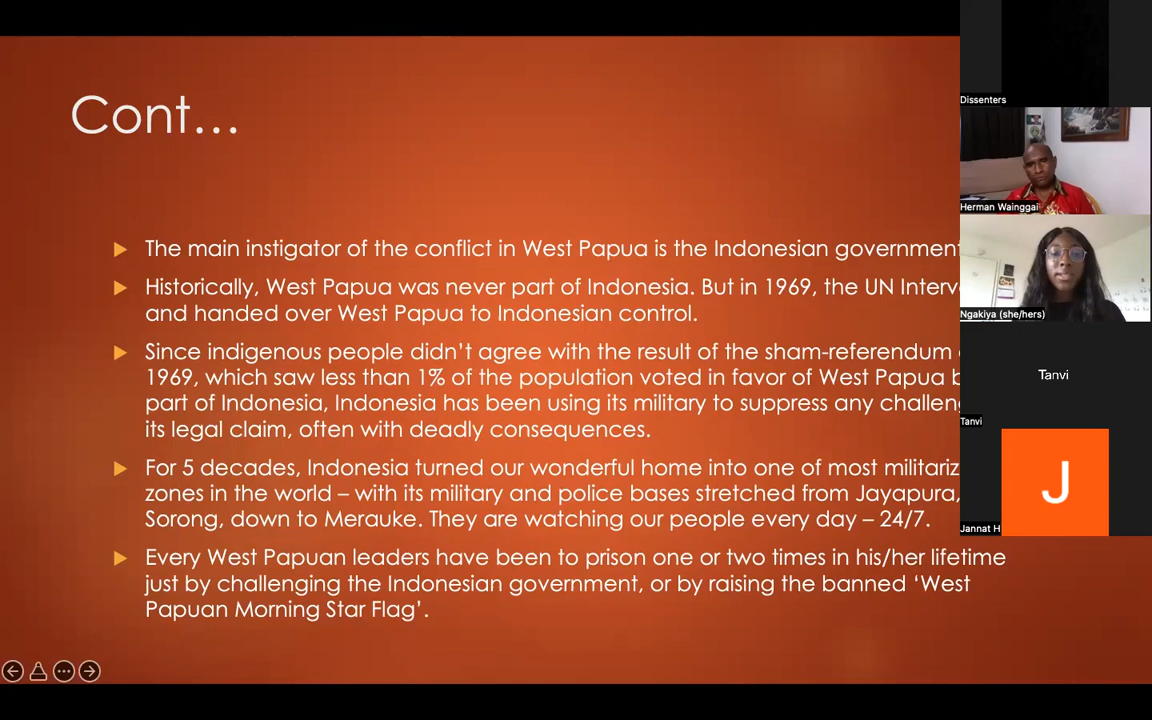 Cont...
The main instigator of the conflict in West Papua is the Indonesian government
Historically, West Papua was never part of Indonesia. But in 1969, the UN
and handed over West Papua to Indonesian control.
Since indigenous people didn't agree with the result of the sham-referendum
1969, which saw less than 1% of the population voted in favor of West Papua
part of Indonesia, Indonesia has been using its military to suppress any
its legal claim, often with deadly consequences.
For 5 decades, Indonesia turned our wonderful home into one of most
zones in the world – with its military and police bases stretched from Jayapura,
Sorong, down to Merauke. They are watching our people every day – 24/7.
Every West Papuan leaders have been to prison one or two times in his/her lifetime
just by challenging the Indonesian government, or by raising the banned ‘West
Papuan Morning Star Flag’.
Dissenters
Herman Wainggai
Ngakiya (she/hers)
Tanvi
Tanvi
J
Jannat H